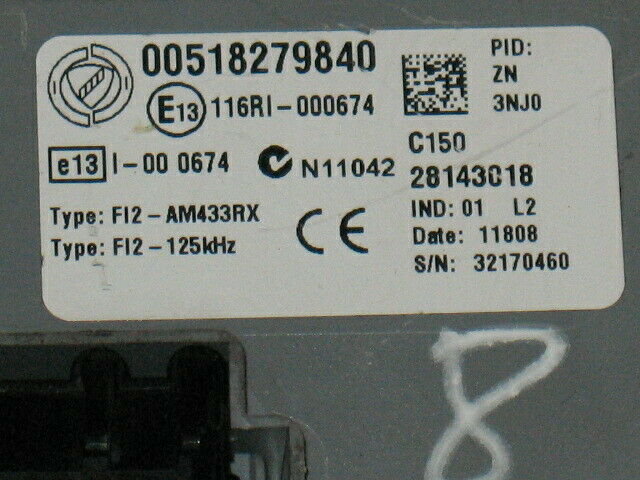 00518279840
PID:
ZN
3NJ0
E13 116RI-000674
e13 I-00 0674
N11042
C150
28143018
IND: 01 L2
Type: FI2-AM433RX
Date: 11808
Type: FI2-125kHz
CE
S/N: 32170460
8